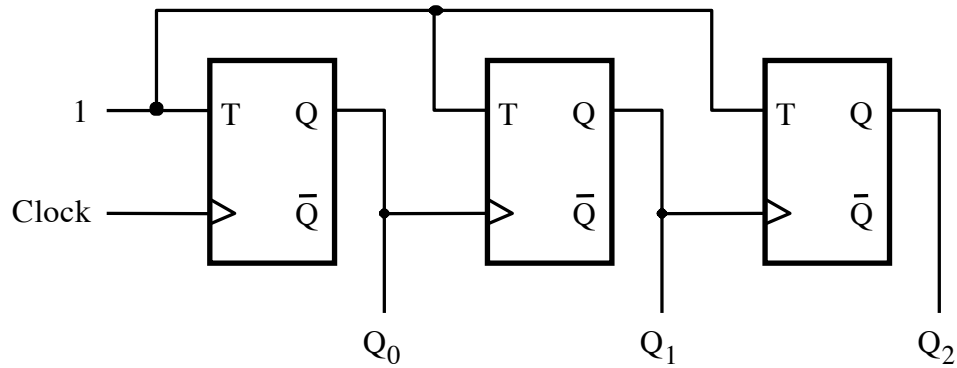 1 T Q T Q T Q
Clock Q̅ Q̅ Q̅
Q₀ Q₁ Q₂